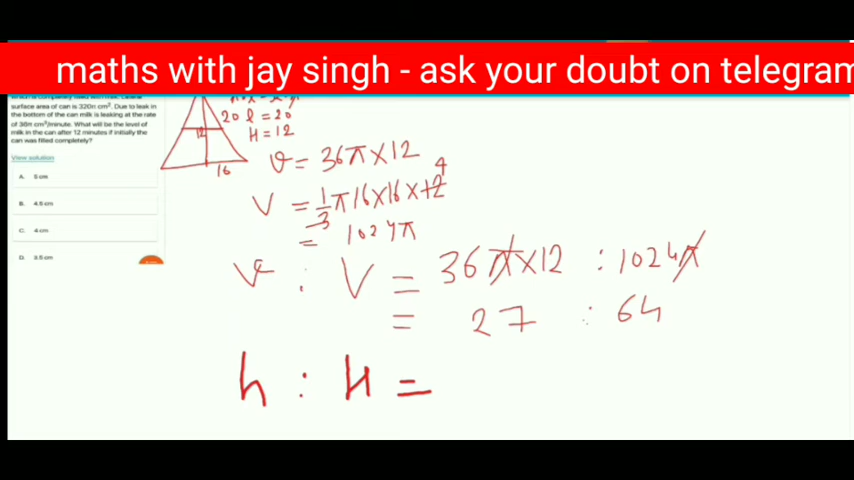 maths with jay singh - ask your doubt on telegram
surface area of can is 320π cm². Due to leak in
the bottom of the can milk is leaking at the rate
of 36π cm³/minute. What will be the level of
milk in the can after 12 minutes if initially the
can was filled completely?
View solution
A. 5 cm
B. 4.5 cm
C. 4 cm
D. 3.5 cm
20 l = 20
12 H = 12
16
v = 36π × 12
V = 1/3 π 16 × 16 × 12 4
= 1024π
v : V = 36π × 12 : 1024π
= 27 : 64
h : H =